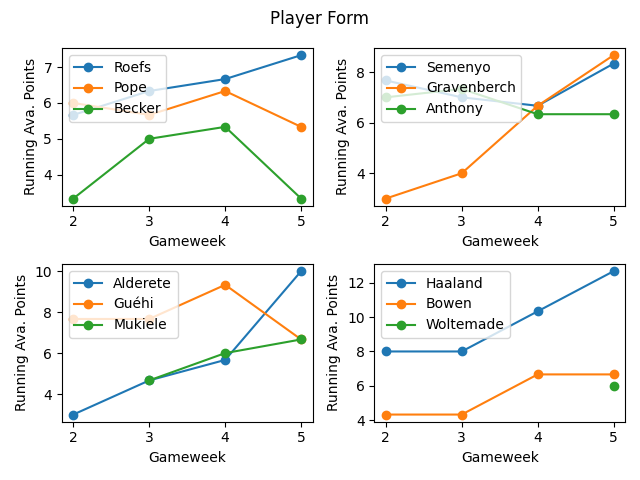 Player Form
Running Ava. Points
7
6
5
4
Roefs
Pope
Becker
2 3 4 5
Gameweek
Running Ava. Points
8
6
4
Semenyo
Gravenberch
Anthony
2 3 4 5
Gameweek
Running Ava. Points
10
8
6
4
Alderete
Guéhi
Mukiele
2 3 4 5
Gameweek
Running Ava. Points
12
10
8
6
4
Haaland
Bowen
Woltemade
2 3 4 5
Gameweek